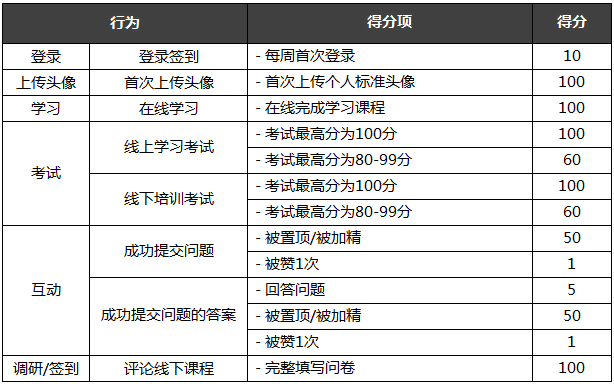 行为 得分项 得分
登录 登录签到 - 每周首次登录 10
上传头像 首次上传头像 - 首次上传个人标准头像 100
学习 在线学习 - 在线完成学习课程 100
考试 线上学习考试 - 考试最高分为100分 100
- 考试最高分为80-99分 60
线下培训考试 - 考试最高分为100分 100
- 考试最高分为80-99分 60
互动 成功提交问题 - 被置顶/被加精 50
- 被赞1次 1
成功提交问题的答案 - 回答问题 5
- 被置顶/被加精 50
- 被赞1次 1
调研/签到 评论线下课程 - 完整填写问卷 100